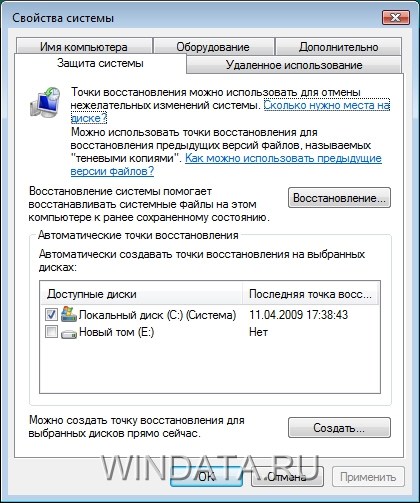 Свойства системы
Имя компьютера
Оборудование
Дополнительно
Защита системы
Удаленное использование
Точки восстановления можно использовать для отмены
нежелательных изменений системы. Сколько нужно места на
диске?
Можно использовать точки восстановления для
восстановления предыдущих версий файлов, называемых
"теневыми копиями". Как можно использовать предыдущие
версии файлов?
Восстановление системы помогает
восстанавливать системные файлы на этом
компьютере к ранее сохраненному состоянию.
Восстановление...
Автоматические точки восстановления
Автоматически создавать точки восстановления на выбранных
дисках:
Доступные диски
Последняя точка восс...
Локальный диск (C:) (Система)
11.04.2009 17:38:43
Новый том (E:)
Нет
Можно создать точку восстановления для
выбранных дисков прямо сейчас.
Создать...
WINDATA.RU
OK
Отмена
Применить